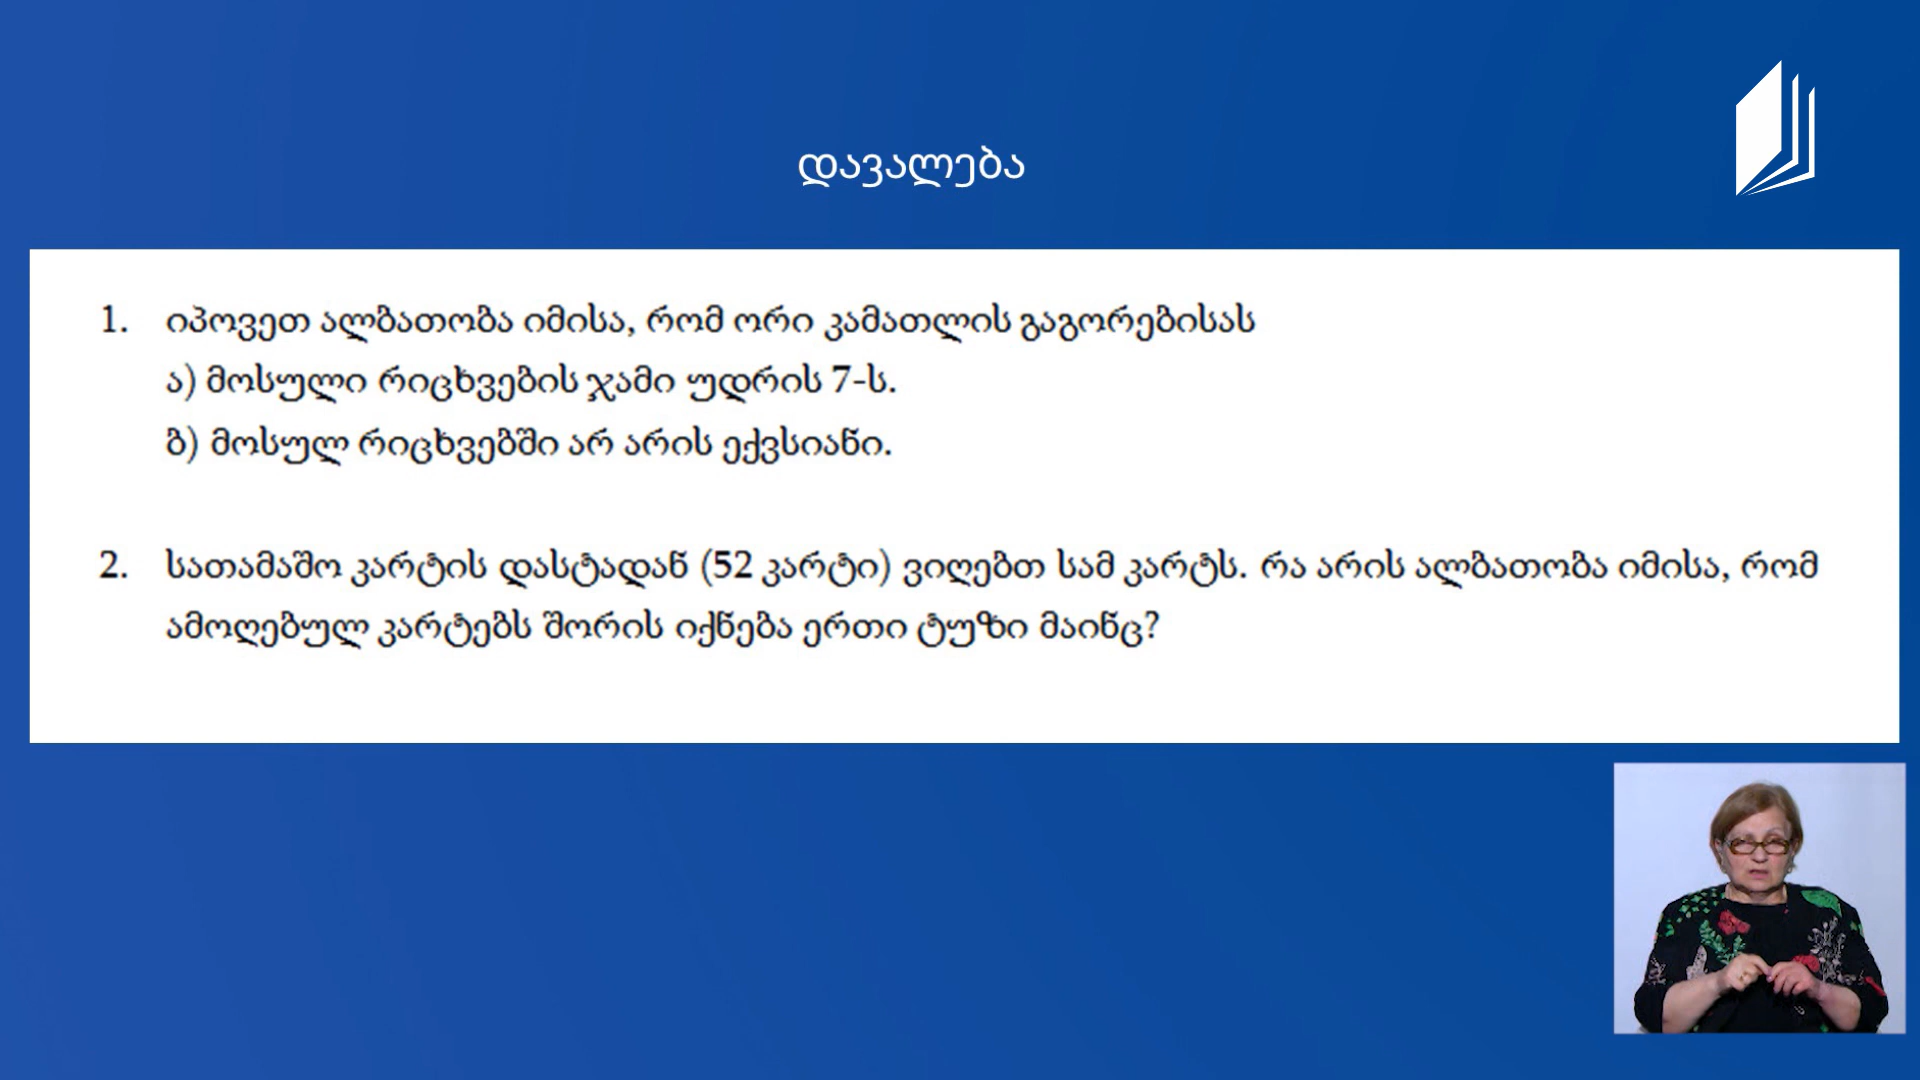 დავალება
1. იპოვეთ ალბათობა იმისა, რომ ორი კამათლის გაგორებისას
ა) მოსული რიცხვების ჯამი უდრის 7-ს.
ბ) მოსულ რიცხვებში არ არის ექვსიანი.
2. სათამაშო კარტის დასტადან (52 კარტი) ვიღებთ სამ კარტს. რა არის ალბათობა იმისა, რომ
ამოღებულ კარტებს შორის იქნება ერთი ტუზი მაინც?